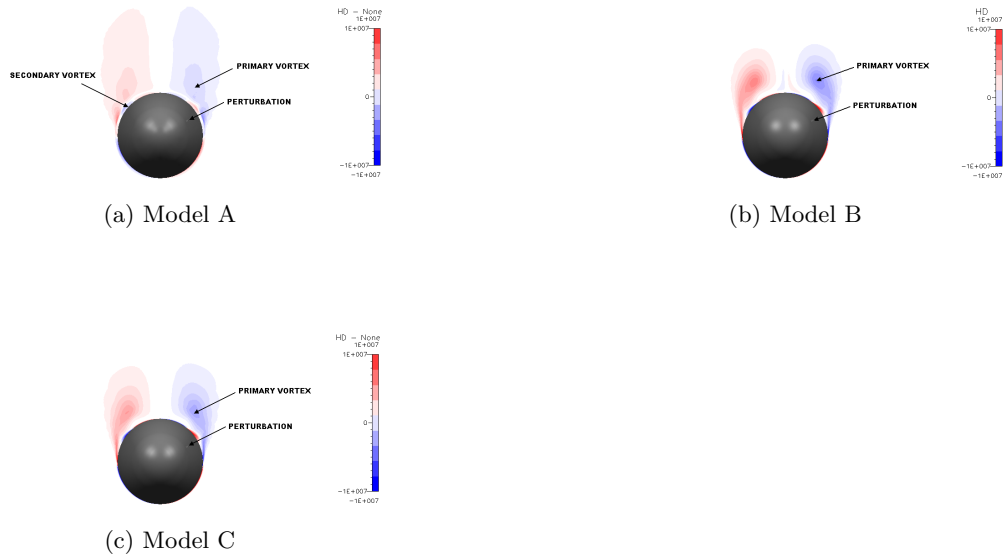 HD - None
1E+007
SECONDARY VORTEX
PRIMARY VORTEX
PERTURBATION
0
-1E+007
-1E+007
(a) Model A
HD
1E+007
PRIMARY VORTEX
PERTURBATION
0
-1E+007
-1E+007
(b) Model B
HD - None
1E+007
PRIMARY VORTEX
PERTURBATION
0
-1E+007
-1E+007
(c) Model C